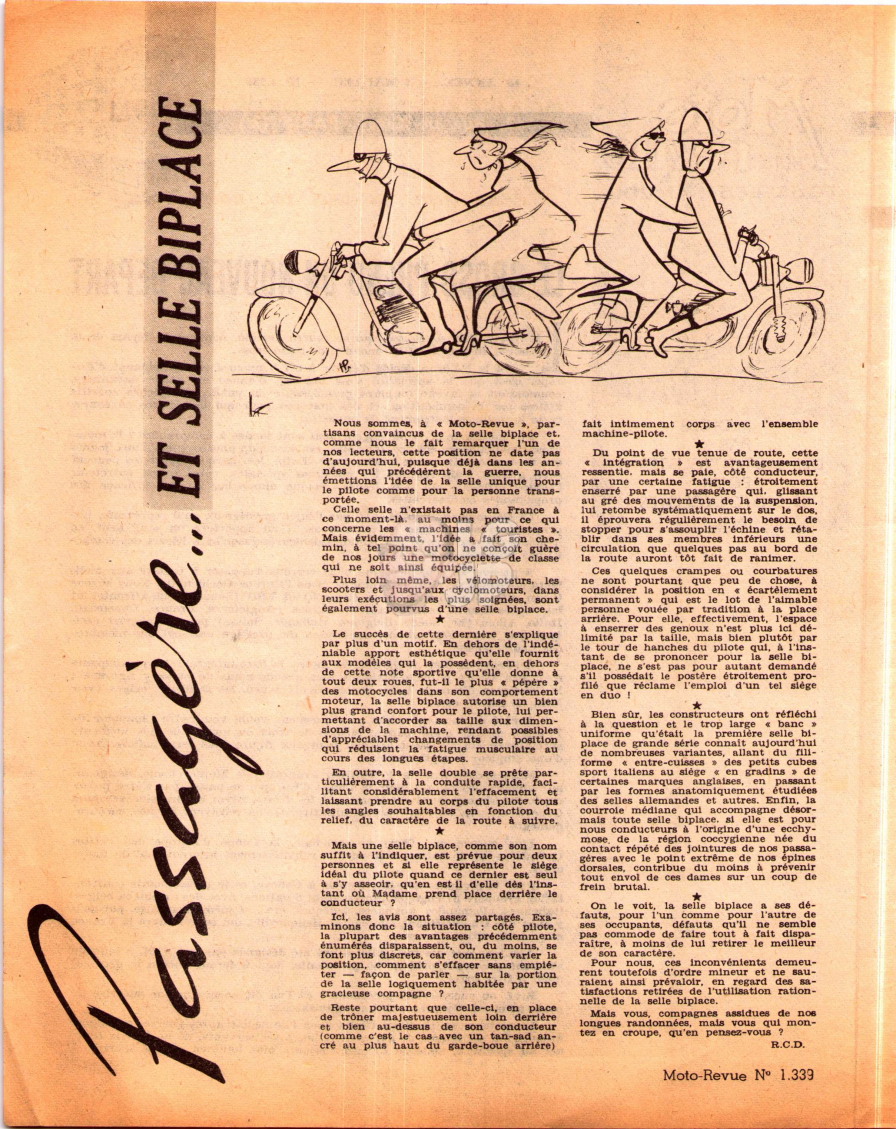 Passagère... ET SELLE BIPLACE
Nous sommes, à « Moto-Revue », par-
tisans convaincus de la selle biplace et,
comme nous le fait remarquer l'un de
nos lecteurs, cette position ne date pas
d'aujourd'hui, puisque déjà dans les an-
nées qui précédèrent la guerre, nous
émettions l'idée de la selle unique pour
le pilote comme pour la personne trans-
portée.
Celle selle n'existait pas en France à
ce moment-là, au moins pour ce qui
concerne les « machines « touristes ».
Mais évidemment, l'idée a fait son che-
min, à tel point qu'on ne conçoit guère
de nos jours une motocyclette de classe
qui ne soit ainsi équipée.
Plus loin même, les vélomoteurs, les
scooters et jusqu'aux cyclomoteurs, dans
leurs exécutions les plus soignées, sont
également pourvus d'une selle biplace.
★
Le succès de cette dernière s'explique
par plus d'un motif. En dehors de l'indé-
niable apport esthétique qu'elle fournit
aux modèles qui la possèdent, en dehors
de cette note sportive qu'elle donne à
tout deux roues, fut-il le plus « pépère »
des motocycles dans son comportement
moteur, la selle biplace autorise un bien
plus grand confort pour le pilote, lui per-
mettant d'accorder sa taille aux dimen-
sions de la machine, rendant possibles
d'appréciables changements de position
qui réduisent la fatigue musculaire au
cours des longues étapes.
En outre, la selle double se prête par-
ticulièrement à la conduite rapide, faci-
litant considérablement l'effacement et
laissant prendre au corps du pilote tous
les angles souhaitables en fonction du
relief, du caractère de la route à suivre.
★
Mais une selle biplace, comme son nom
suffit à l'indiquer, est prévue pour deux
personnes et si elle représente le siège
idéal du pilote quand ce dernier est seul
à s'y asseoir, qu'en est il d'elle dès l'ins-
tant où Madame prend place derrière le
conducteur ?
Ici, les avis sont assez partagés. Exa-
minons donc la situation : côté pilote,
la plupart des avantages précédemment
énumérés disparaissent, ou, du moins, se
font plus discrets, car comment varier la
position, comment s'effacer sans empié-
ter — façon de parler — sur la portion
de la selle logiquement habitée par une
gracieuse compagne ?
Reste pourtant que celle-ci, en place
de trôner majestueusement loin derrière
et bien au-dessus de son conducteur
(comme c'est le cas avec un tan-sad an-
cré au plus haut du garde-boue arrière)
fait intimement corps avec l'ensemble
machine-pilote.
★
Du point de vue tenue de route, cette
« intégration » est avantageusement
ressentie, mais se paie, côté conducteur,
par une certaine fatigue : étroitement
enserré par une passagère qui, glissant
au gré des mouvements de la suspension,
lui retombe systématiquement sur le dos,
il éprouvera régulièrement le besoin de
stopper pour s'assouplir l'échine et réta-
blir dans ses membres inférieurs une
circulation que quelques pas au bord de
la route auront tôt fait de ranimer.
Ces quelques crampes ou courbatures
ne sont pourtant que peu de chose, à
considérer la position en « écartèlement
permanent » qui est le lot de l'aimable
personne vouée par tradition à la place
arrière. Pour elle, effectivement, l'espace
à enserrer des genoux n'est plus ici dé-
limité par la taille, mais bien plutôt par
le tour de hanches du pilote qui, à l'ins-
tant de se prononcer pour la selle bi-
place, ne s'est pas pour autant demandé
s'il possédait le postère étroitement pro-
filé que réclame l'emploi d'un tel siège
en duo !
★
Bien sûr, les constructeurs ont réfléchi
à la question et le trop large « banc »
uniforme qu'était la première selle bi-
place de grande série connaît aujourd'hui
de nombreuses variantes, allant du fili-
forme « entre-cuisses » des petits cubes
sport italiens au siège « en gradins » de
certaines marques anglaises, en passant
par les formes anatomiquement étudiées
des selles allemandes et autres. Enfin, la
courroie médiane qui accompagne désor-
mais toute selle biplace, si elle est pour
nous conducteurs à l'origine d'une ecchy-
mose, de la région coccygienne née du
contact répété des jointures de nos passa-
gères avec le point extrême de nos épines
dorsales, contribue du moins à prévenir
tout envol de ces dames sur un coup de
frein brutal.
★
On le voit, la selle biplace a ses dé-
fauts, pour l'un comme pour l'autre de
ses occupants, défauts qu'il ne semble
pas commode de faire tout à fait dispa-
raître, à moins de lui retirer le meilleur
de son caractère.
Pour nous, ces inconvénients demeu-
rent toutefois d'ordre mineur et ne sau-
raient ainsi prévaloir, en regard des sa-
tisfactions retirées de l'utilisation ration-
nelle de la selle biplace.
Mais vous, compagnes assidues de nos
longues randonnées, mais vous qui mon-
tez en croupe, qu'en pensez-vous ?
R.C.D.
Moto-Revue Nº 1.339